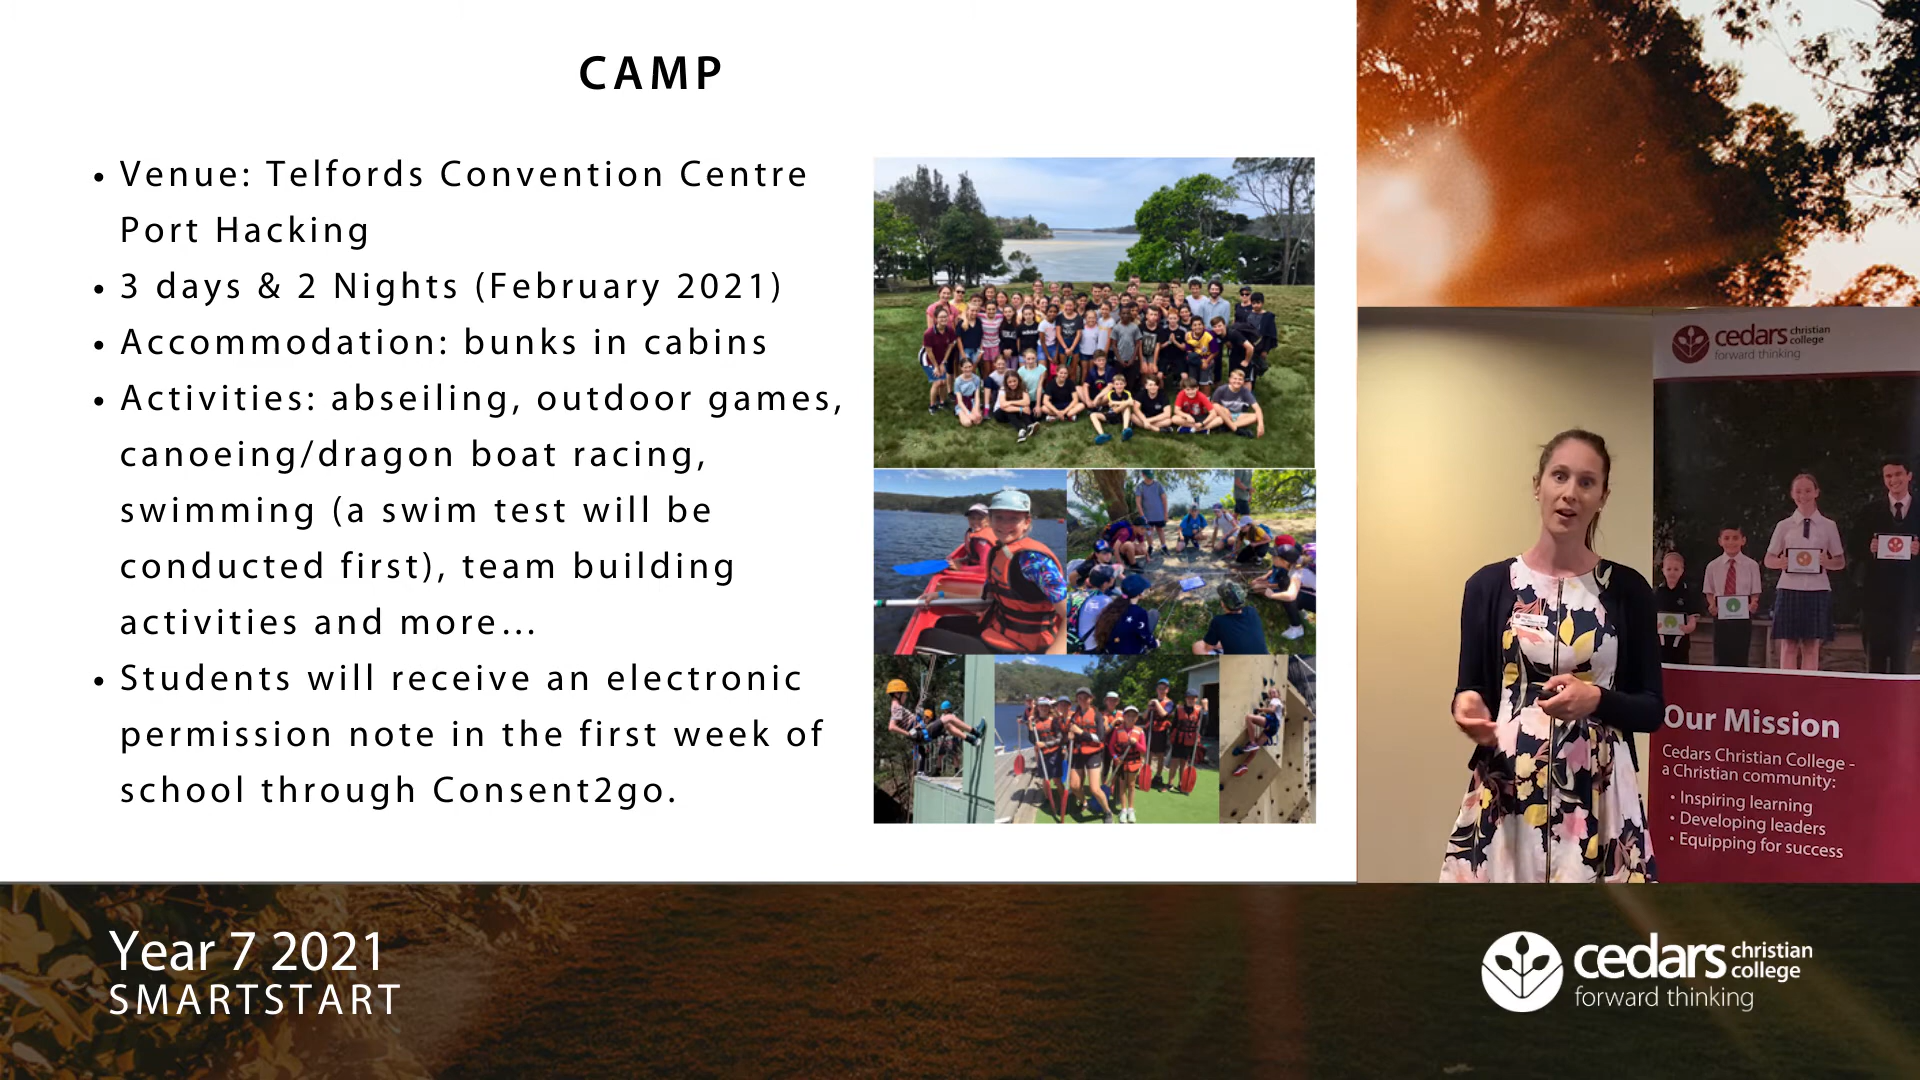 CAMP
• Venue: Telfords Convention Centre
Port Hacking
• 3 days & 2 Nights (February 2021)
• Accommodation: bunks in cabins
• Activities: abseiling, outdoor games,
canoeing/dragon boat racing,
swimming (a swim test will be
conducted first), team building
activities and more...
• Students will receive an electronic
permission note in the first week of
school through Consent2go.
cedars christian
college
forward thinking
Our Mission
Cedars Christian College -
a Christian community:
• Inspiring learning
• Developing leaders
• Equipping for success
Year 7 2021
SMARTSTART
cedars christian
college
forward thinking